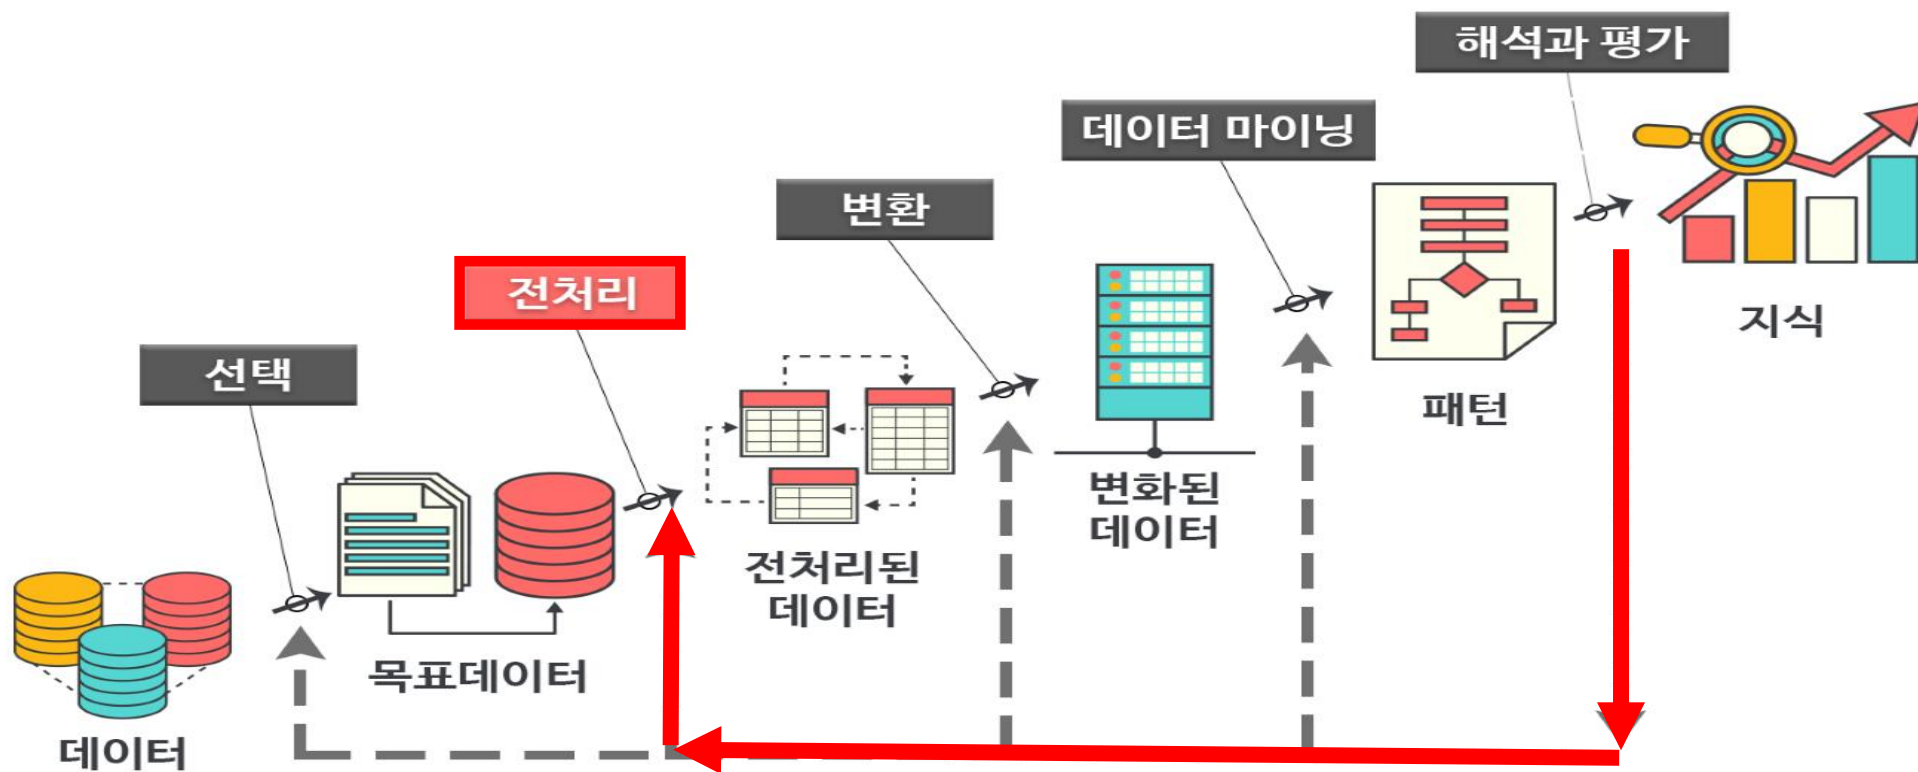 해석과 평가
데이터 마이닝
변환
전처리
선택
지식
패턴
변화된
데이터
전처리된
데이터
목표데이터
데이터